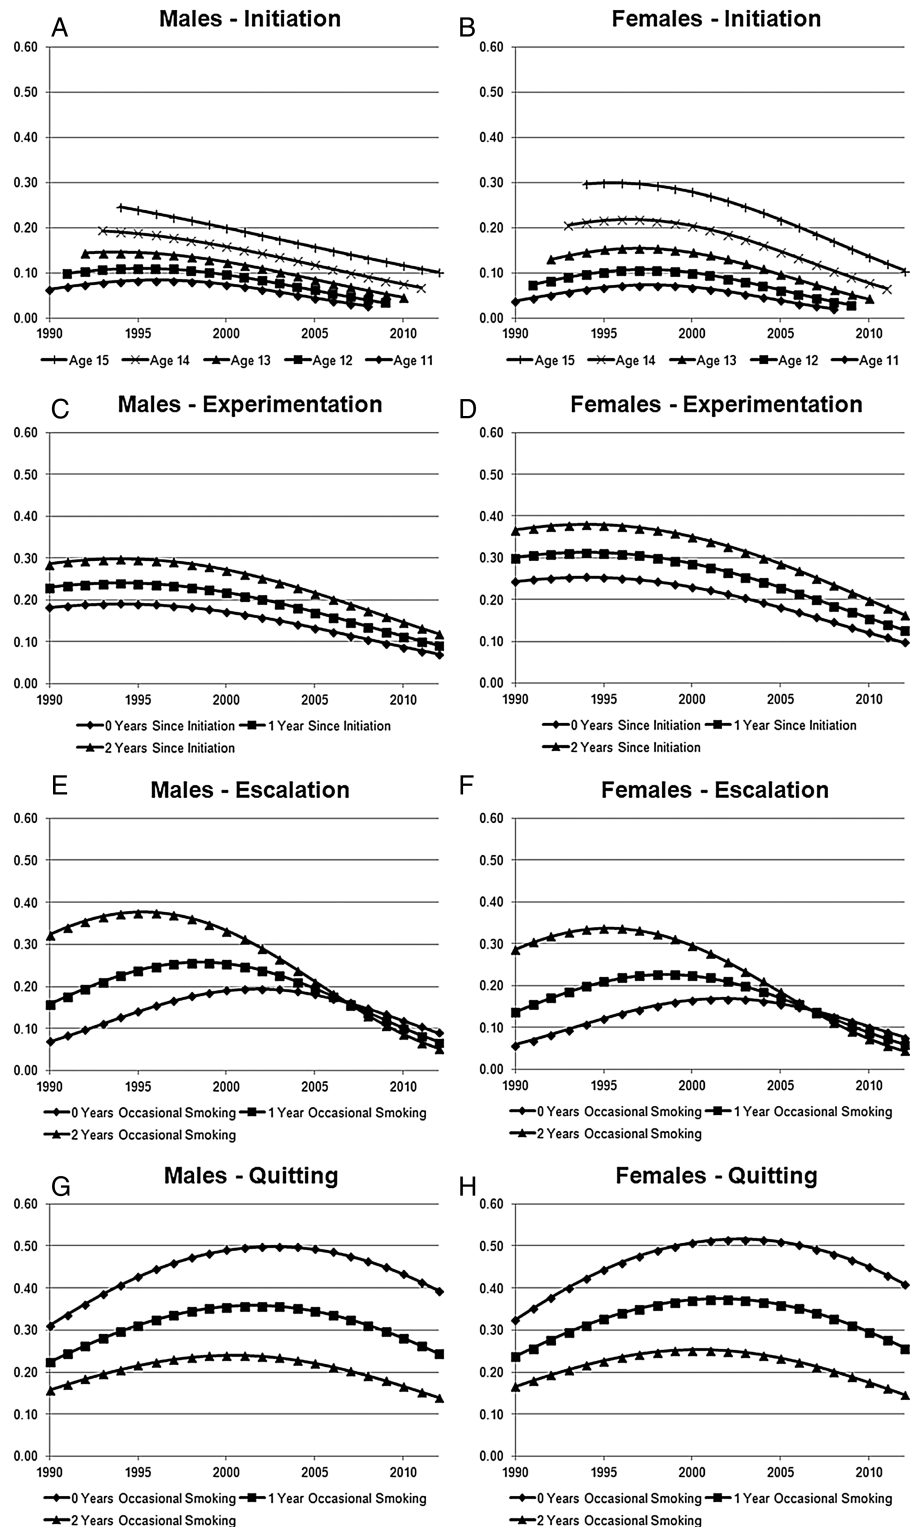 A Males - Initiation
0.60
0.50
0.40
0.30
0.20
0.10
0.00
1990 1995 2000 2005 2010
Age 15 Age 14 Age 13 Age 12 Age 11
B Females - Initiation
0.60
0.50
0.40
0.30
0.20
0.10
0.00
1990 1995 2000 2005 2010
Age 15 Age 14 Age 13 Age 12 Age 11
C Males - Experimentation
0.60
0.50
0.40
0.30
0.20
0.10
0.00
1990 1995 2000 2005 2010
0 Years Since Initiation 1 Year Since Initiation
2 Years Since Initiation
D Females - Experimentation
0.60
0.50
0.40
0.30
0.20
0.10
0.00
1990 1995 2000 2005 2010
0 Years Since Initiation 1 Year Since Initiation
2 Years Since Initiation
E Males - Escalation
0.60
0.50
0.40
0.30
0.20
0.10
0.00
1990 1995 2000 2005 2010
0 Years Occasional Smoking 1 Year Occasional Smoking
2 Years Occasional Smoking
F Females - Escalation
0.60
0.50
0.40
0.30
0.20
0.10
0.00
1990 1995 2000 2005 2010
0 Years Occasional Smoking 1 Year Occasional Smoking
2 Years Occasional Smoking
G Males - Quitting
0.60
0.50
0.40
0.30
0.20
0.10
0.00
1990 1995 2000 2005 2010
0 Years Occasional Smoking 1 Year Occasional Smoking
2 Years Occasional Smoking
H Females - Quitting
0.60
0.50
0.40
0.30
0.20
0.10
0.00
1990 1995 2000 2005 2010
0 Years Occasional Smoking 1 Year Occasional Smoking
2 Years Occasional Smoking